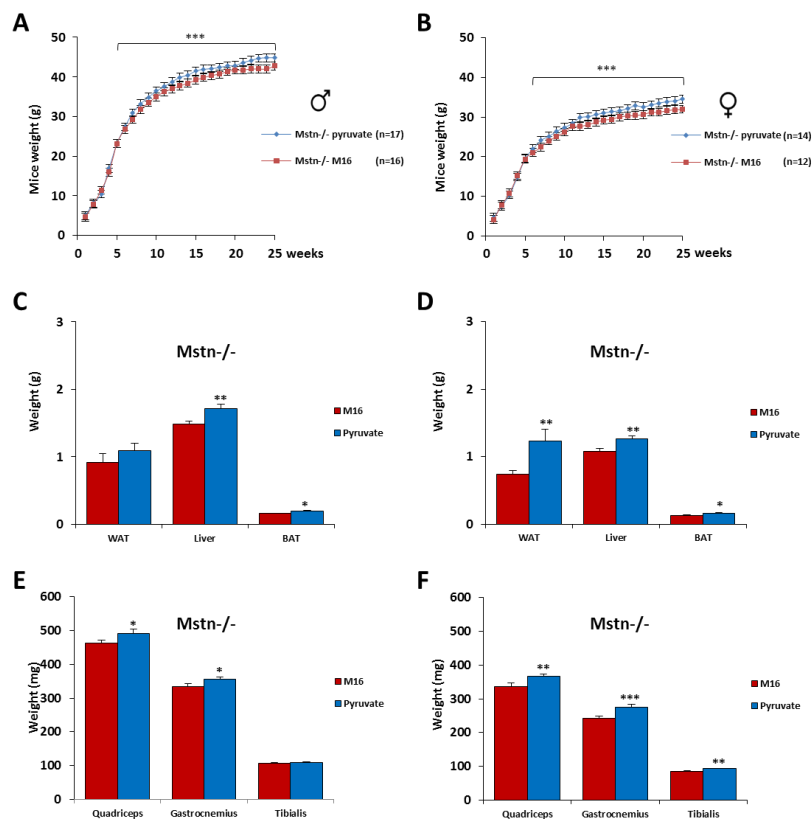 A
***
50
40
30
20
10
0
Mice weight (g)
♂
Mstn-/- pyruvate (n=17)
Mstn-/- M16 (n=16)
0 5 10 15 20 25 weeks
B
***
50
40
30
20
10
0
Mice weight (g)
♀
Mstn-/- pyruvate (n=14)
Mstn-/- M16 (n=12)
0 5 10 15 20 25 weeks
C
Mstn-/-
3
2
1
0
Weight (g)
**
*
M16
Pyruvate
WAT Liver BAT
D
Mstn-/-
3
2
1
0
Weight (g)
**
**
*
M16
Pyruvate
WAT Liver BAT
E
Mstn-/-
600
500
400
300
200
100
0
Weight (mg)
*
*
M16
Pyruvate
Quadriceps Gastrocnemius Tibialis
F
Mstn-/-
600
500
400
300
200
100
0
Weight (mg)
**
***
**
M16
Pyruvate
Quadriceps Gastrocnemius Tibialis